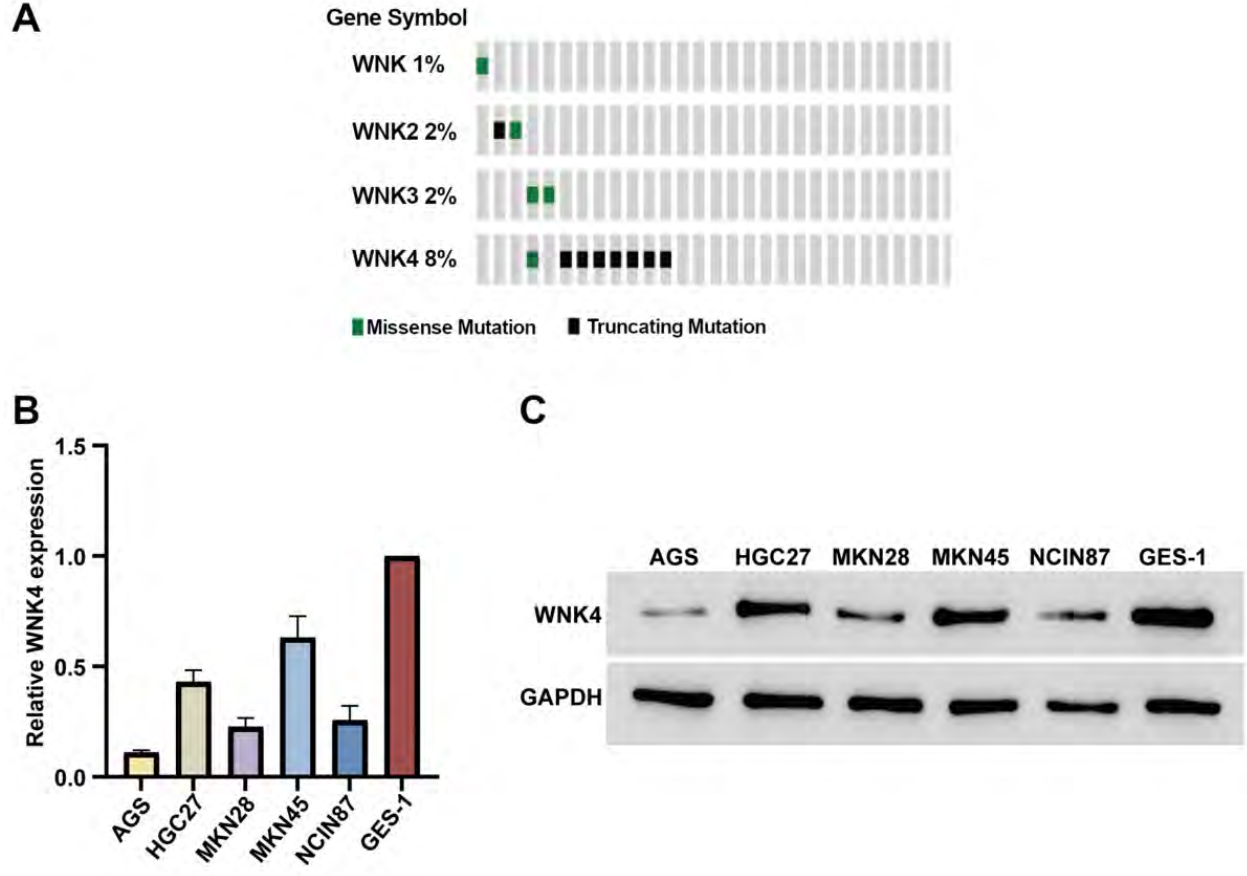 A
Gene Symbol
WNK 1%
WNK2 2%
WNK3 2%
WNK4 8%
Missense Mutation Truncating Mutation
B
Relative WNK4 expression
1.5
1.0
0.5
0.0
AGS
HGC27
MKN28
MKN45
NCIN87
GES-1
C
AGS HGC27 MKN28 MKN45 NCIN87 GES-1
WNK4
GAPDH